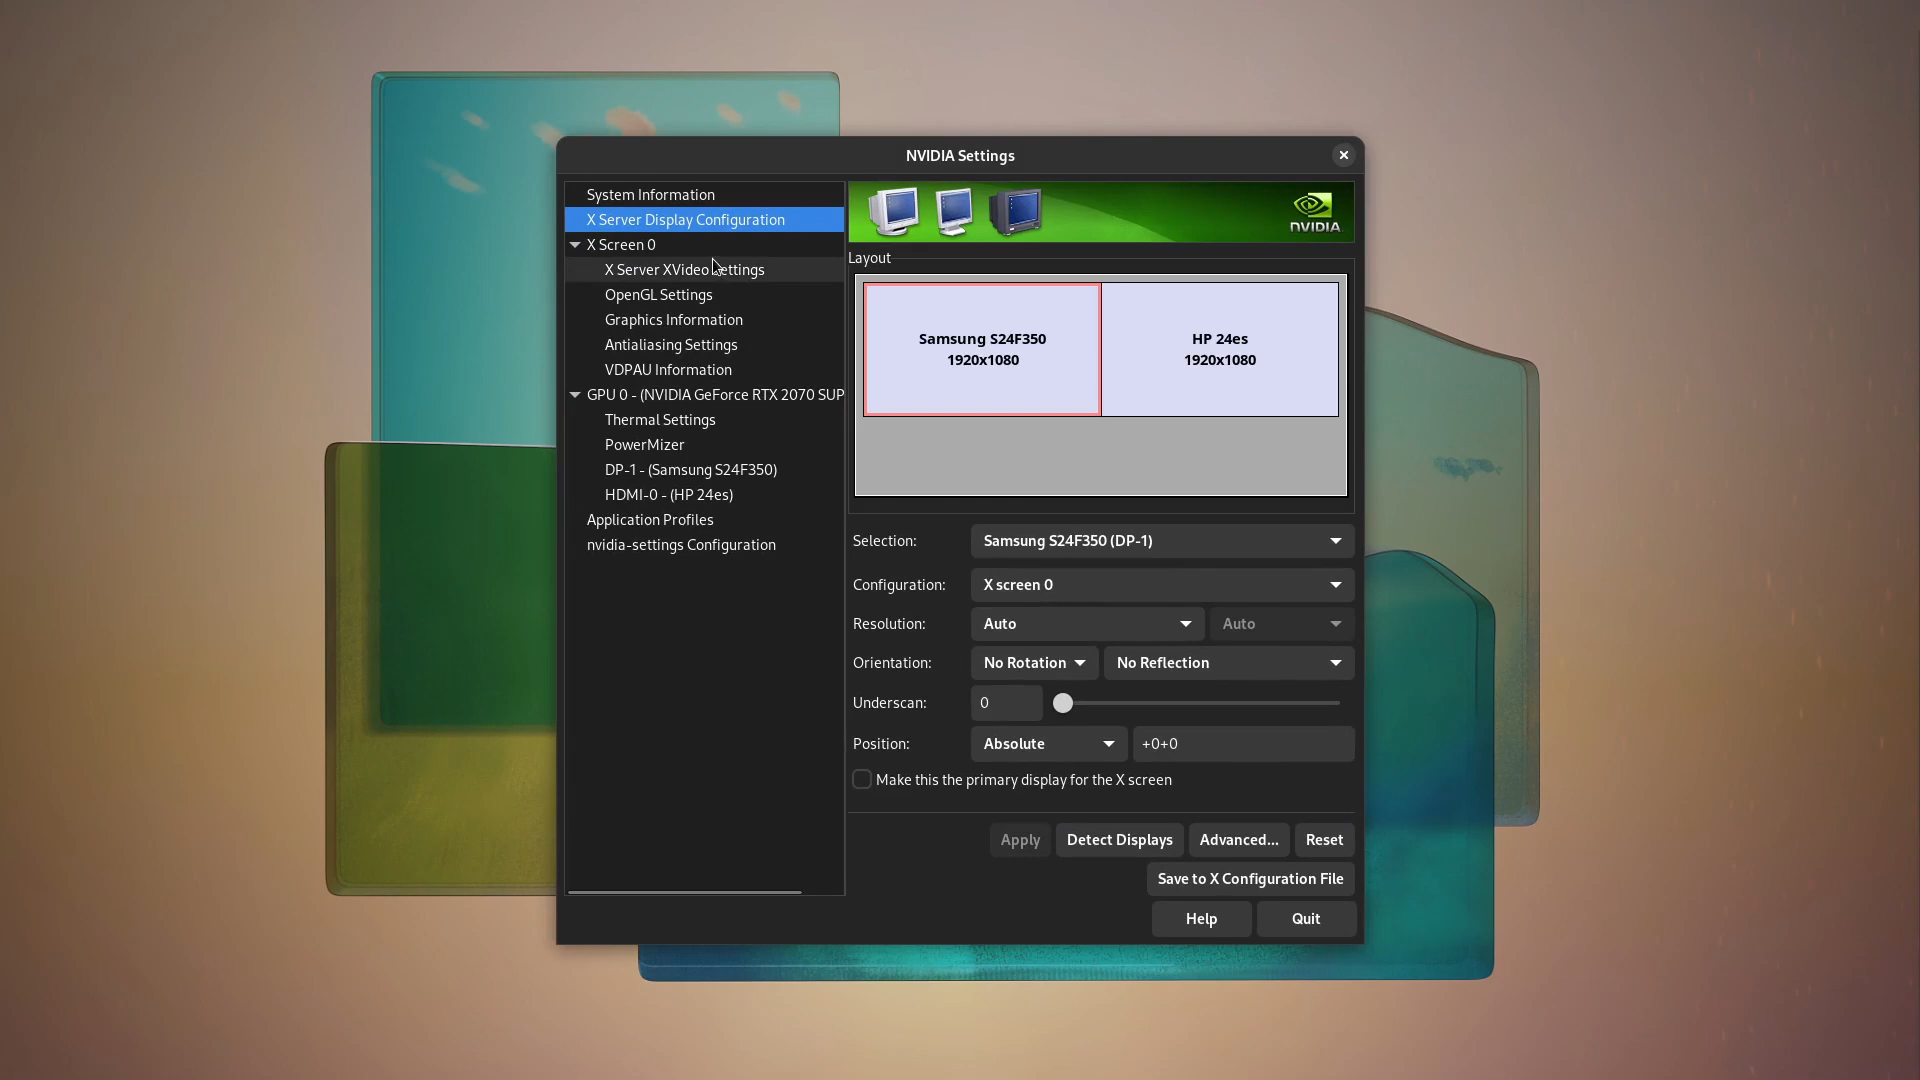 NVIDIA Settings
System Information
X Server Display Configuration
X Screen 0
X Server XVideo Settings
OpenGL Settings
Graphics Information
Antialiasing Settings
VDPAU Information
GPU 0 - (NVIDIA GeForce RTX 2070 SUP
Thermal Settings
PowerMizer
DP-1 - (Samsung S24F350)
HDMI-0 - (HP 24es)
Application Profiles
nvidia-settings Configuration
NVIDIA
Layout
Samsung S24F350
1920x1080
HP 24es
1920x1080
Selection: Samsung S24F350 (DP-1)
Configuration: X screen 0
Resolution: Auto Auto
Orientation: No Rotation No Reflection
Underscan: 0
Position: Absolute +0+0
Make this the primary display for the X screen
Apply Detect Displays Advanced... Reset
Save to X Configuration File
Help Quit